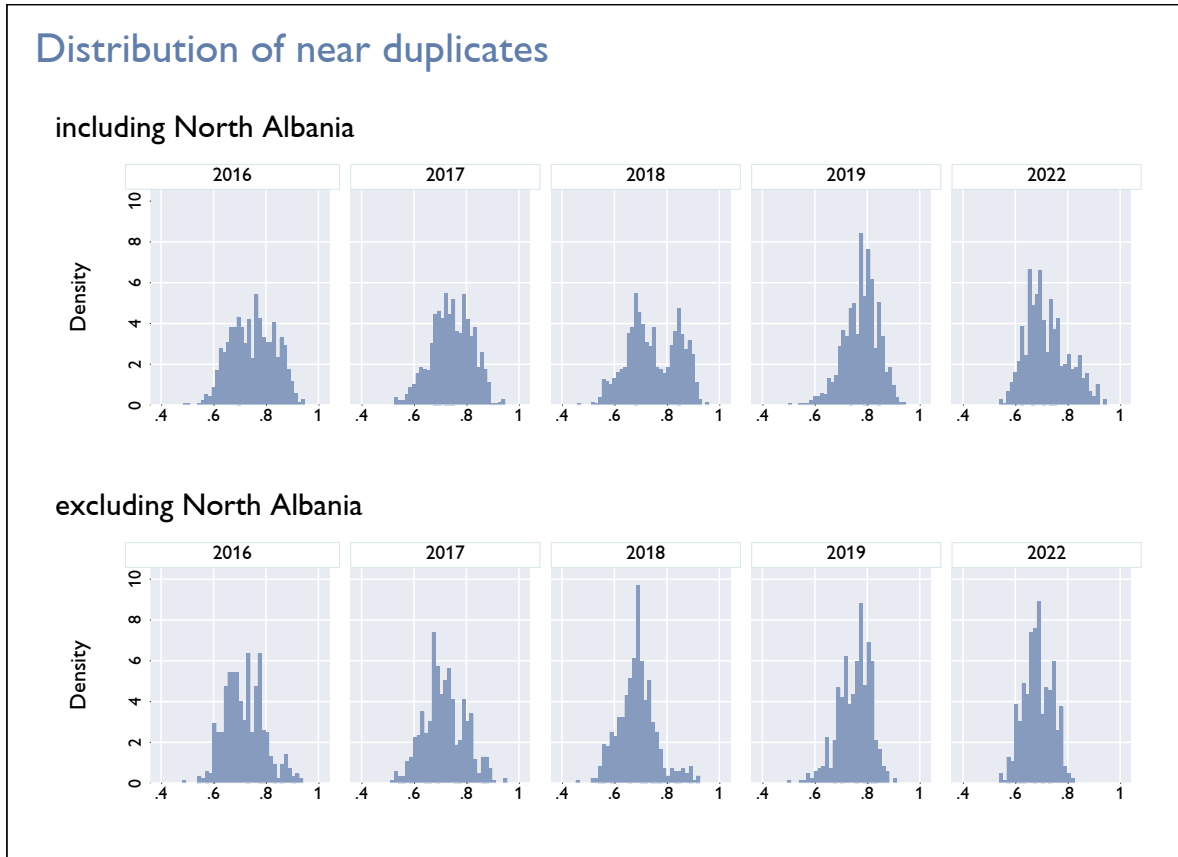 Distribution of near duplicates
including North Albania
2016 2017 2018 2019 2022
Density
10
8
6
4
2
0
.4 .6 .8 1 .4 .6 .8 1 .4 .6 .8 1 .4 .6 .8 1 .4 .6 .8 1
excluding North Albania
2016 2017 2018 2019 2022
Density
10
8
6
4
2
0
.4 .6 .8 1 .4 .6 .8 1 .4 .6 .8 1 .4 .6 .8 1 .4 .6 .8 1